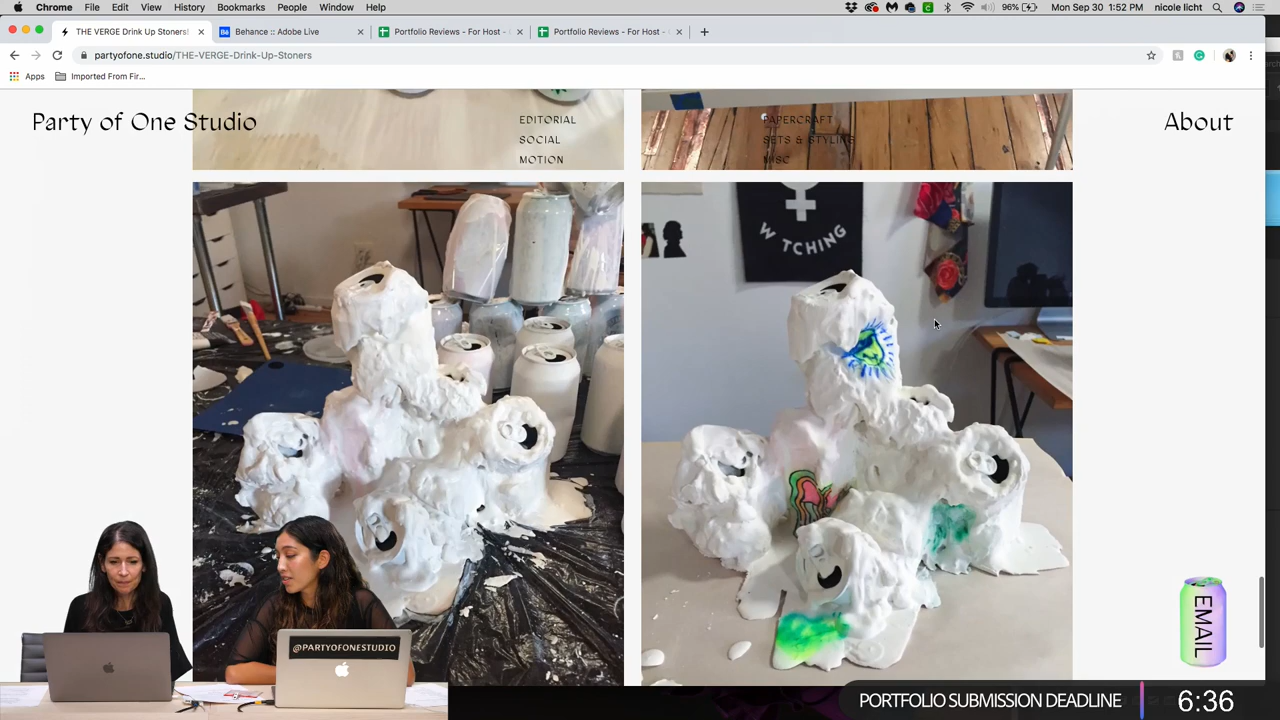 Chrome File Edit View History Bookmarks People Window Help
96% Mon Sep 30 1:52 PM nicole licht
THE VERGE Drink Up Stoners!
Behance :: Adobe Live
Portfolio Reviews - For Host -
Portfolio Reviews - For Host -
partyofone.studio/THE-VERGE-Drink-Up-Stoners
Apps
Imported From Fir...
Party of One Studio
EDITORIAL
SOCIAL
MOTION
PAPERCRAFT
SETS & STYLING
MISC
About
W TCHING
EMAIL
@PARTYOFONESTUDIO
PORTFOLIO SUBMISSION DEADLINE
6:36